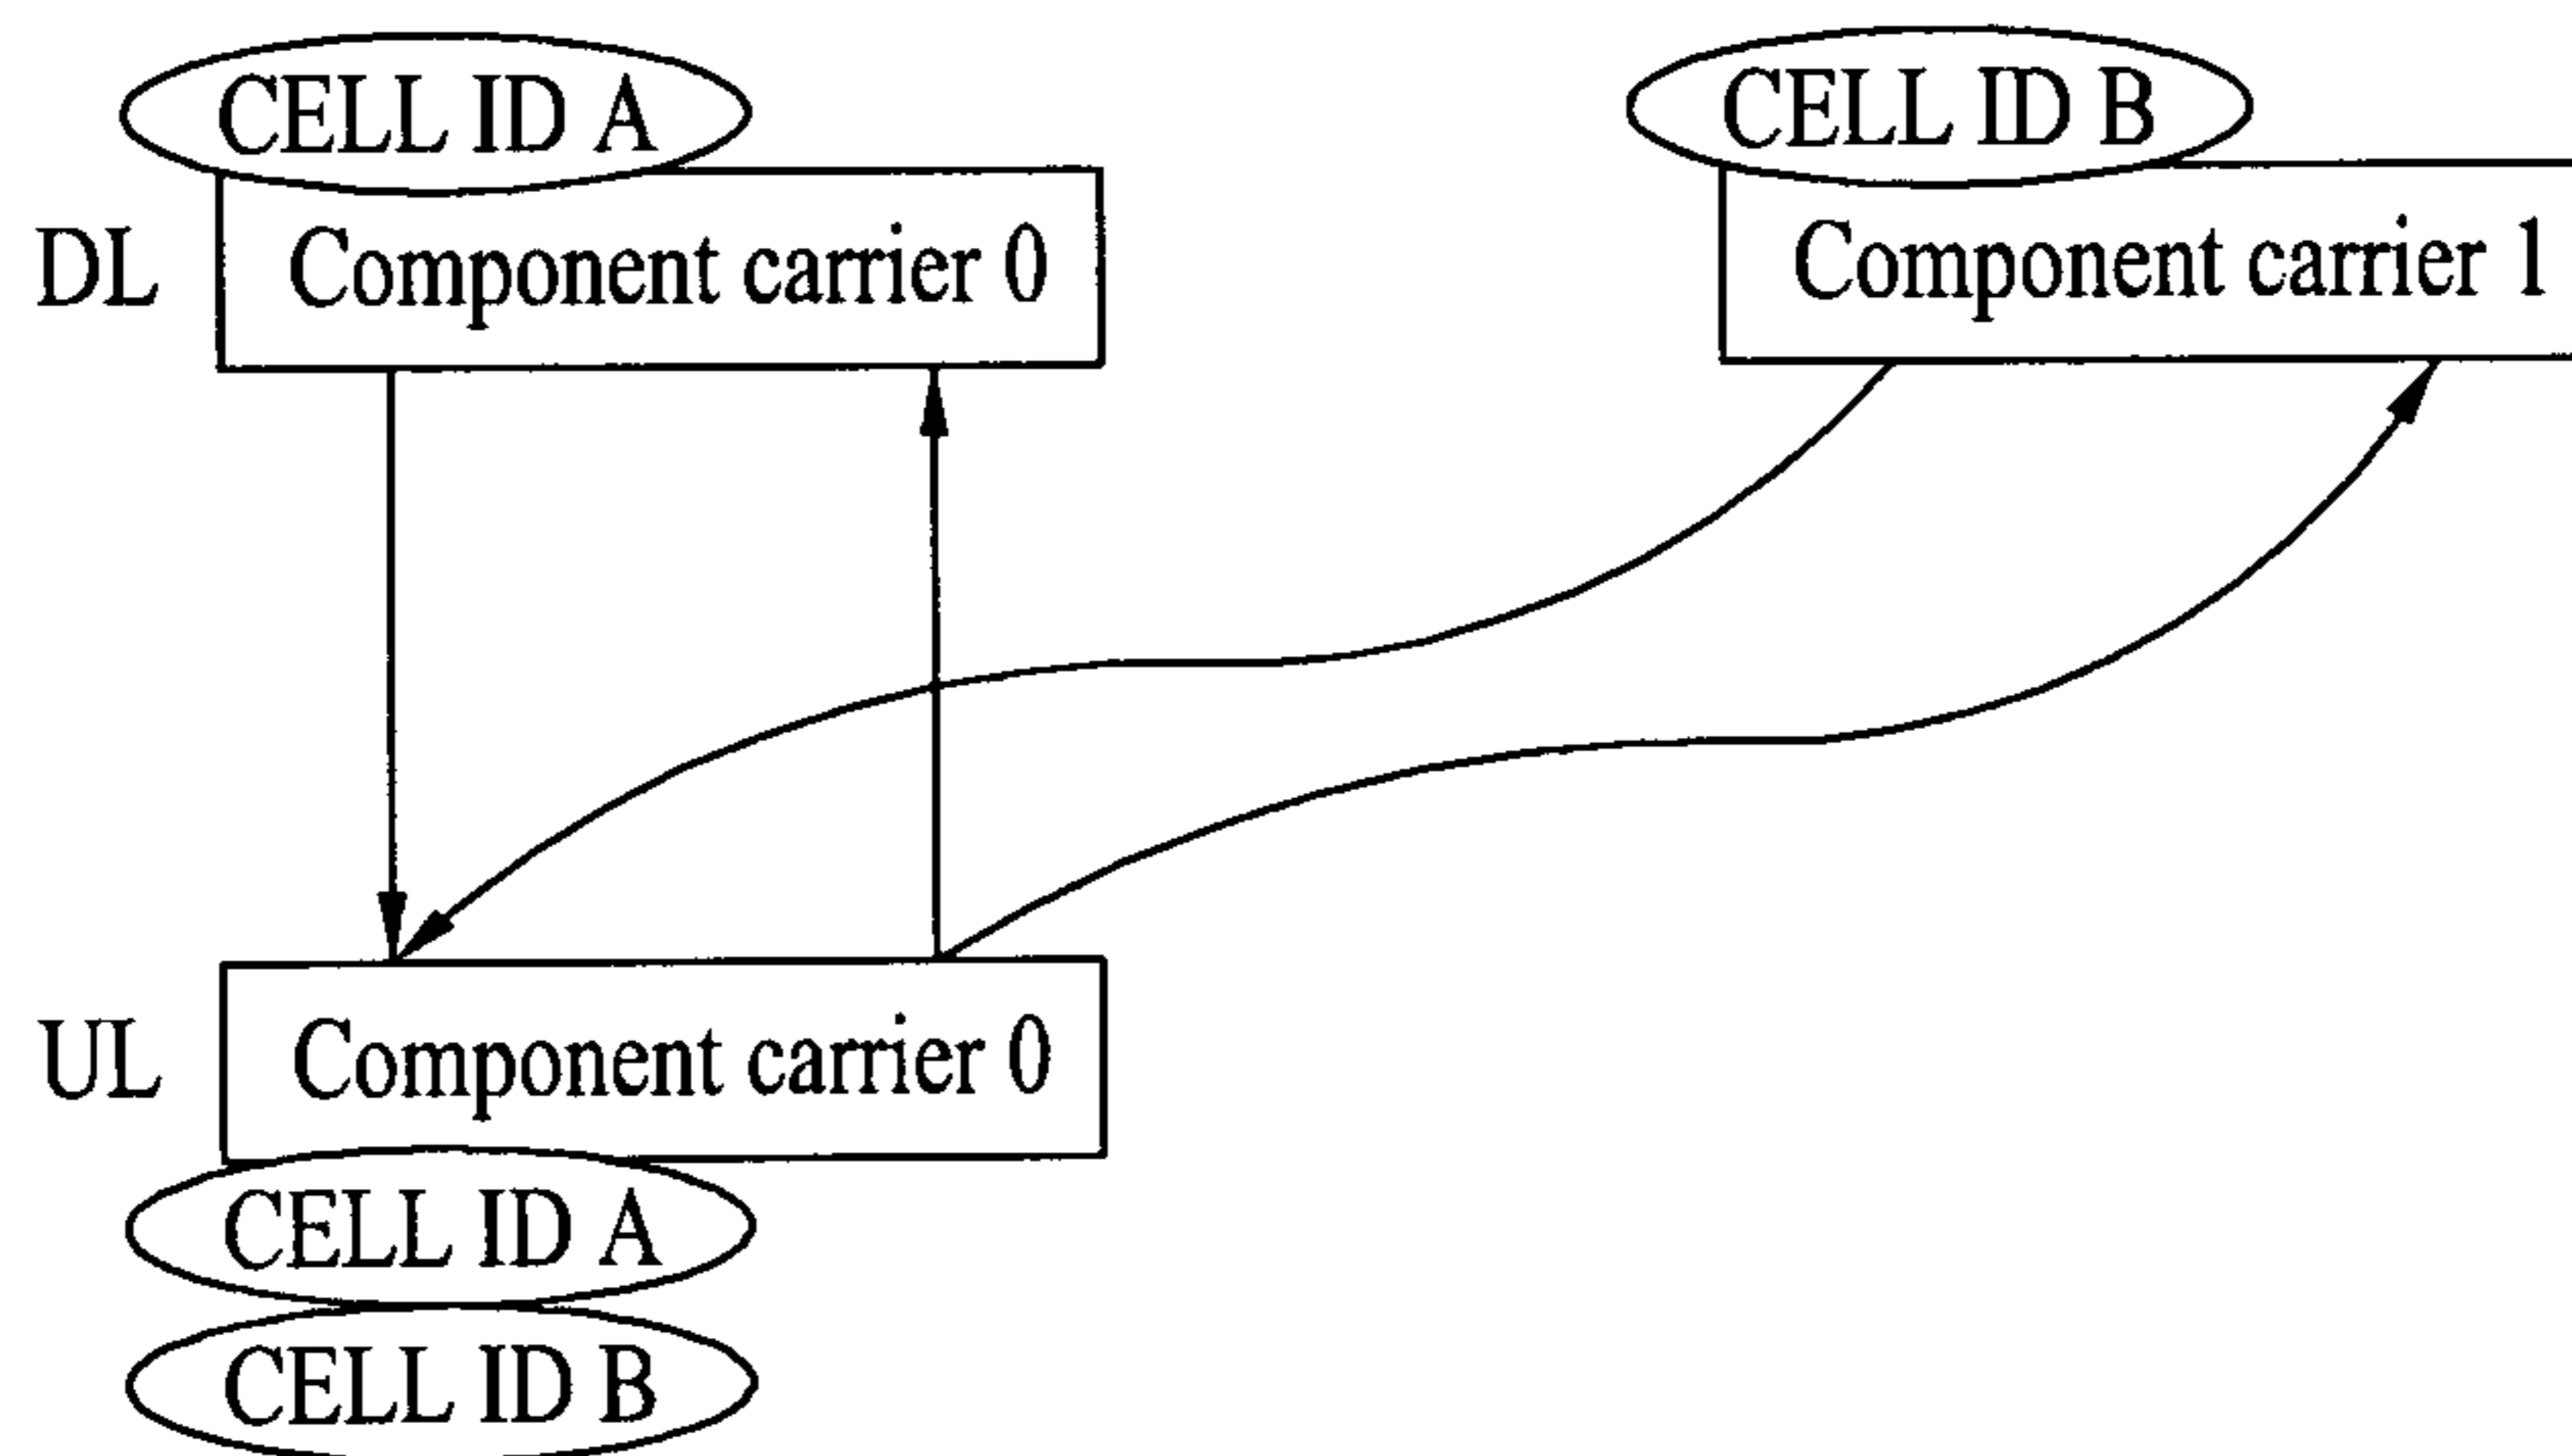 CELL ID A
CELL ID B
DL
Component carrier 0
Component carrier 1
UL
Component carrier 0
CELL ID A
CELL ID B